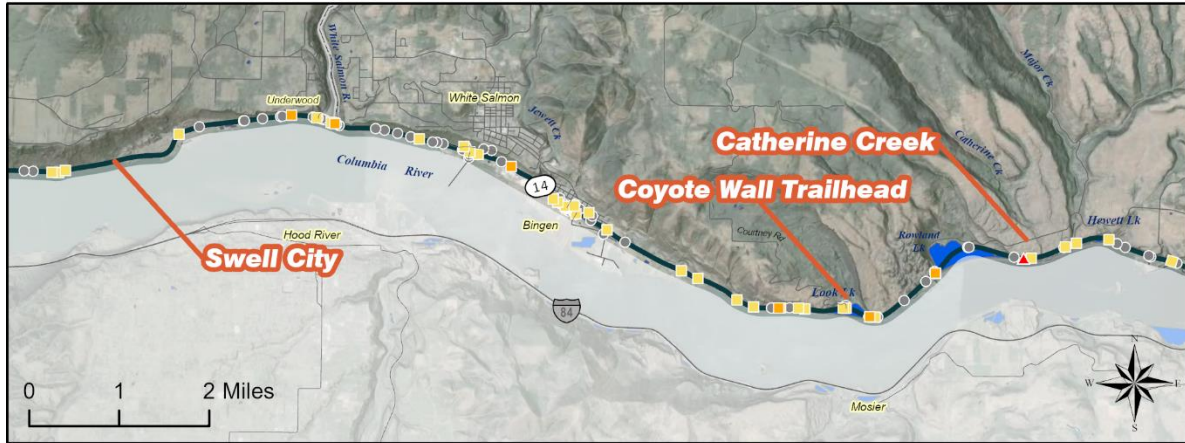 Underwood
White Salmon R.
White Salmon
Jewett Ck
Major Ck
Catherine Ck
Catherine Creek
Coyote Wall Trailhead
Columbia River
14
Bingen
Courtney Rd
Rowland Lk
Hewett Lk
Hood River
Swell City
Look Lk
84
Mosier
0 1 2 Miles
N
W E
S